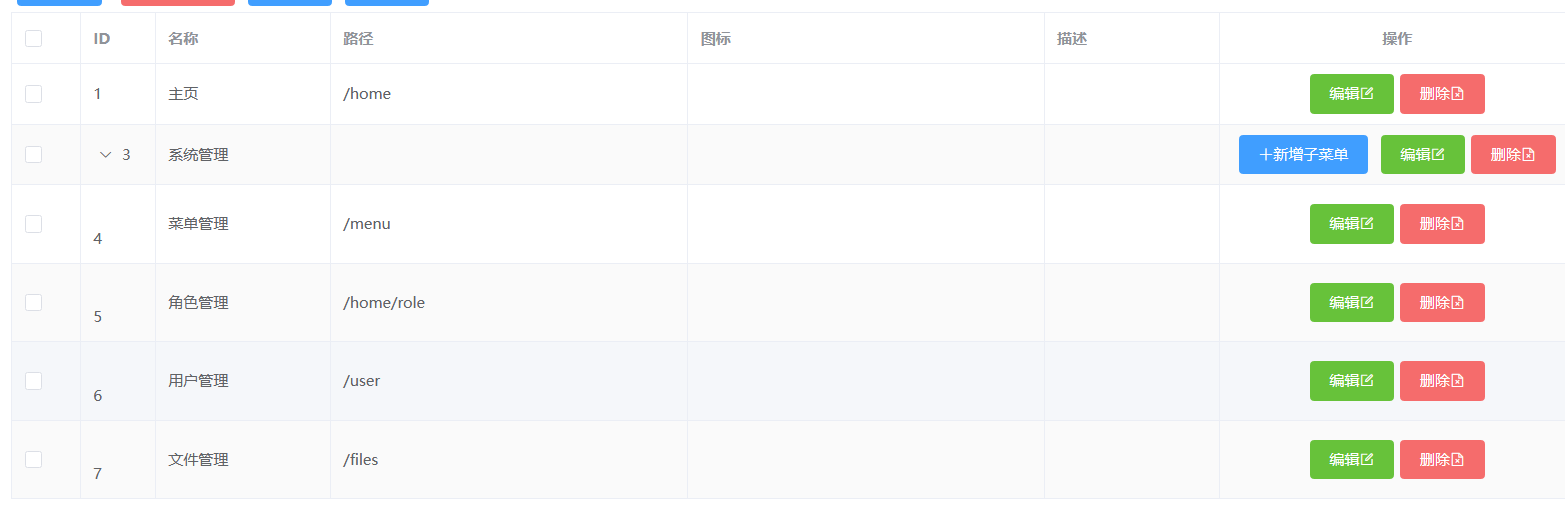 ID 名称 路径 图标 描述 操作
1 主页 /home 编辑 删除
3 系统管理 +新增子菜单 编辑 删除
4 菜单管理 /menu 编辑 删除
5 角色管理 /home/role 编辑 删除
6 用户管理 /user 编辑 删除
7 文件管理 /files 编辑 删除